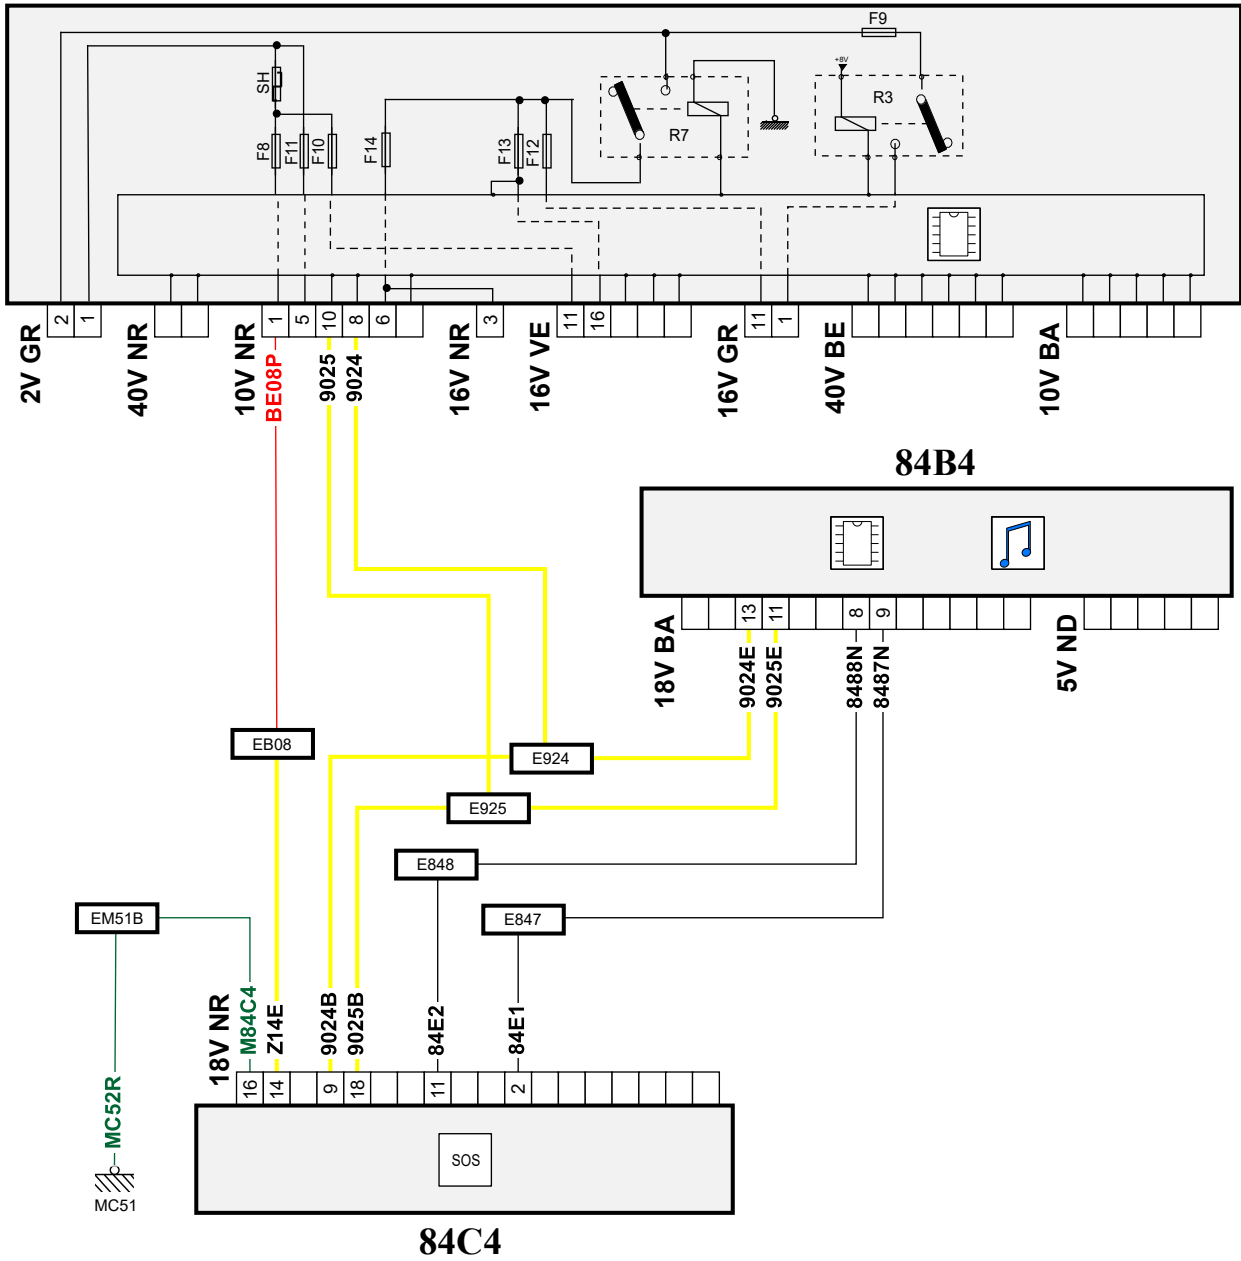 F9
+8V
SH
R3
R7
F8
F11
F10
F14
F13
F12
2V GR
2
1
40V NR
10V NR
1
5
10
8
6
16V NR
3
16V VE
11
16
16V GR
11
1
40V BE
10V BA
BE08P
9025
9024
84B4
18V BA
13
11
8
9
5V ND
9024E
9025E
8488N
8487N
EB08
E924
E925
E848
EM51B
E847
18V NR
M84C4
Z14E
9024B
9025B
84E2
84E1
MC52R
16
14
9
18
11
2
SOS
MC51
84C4